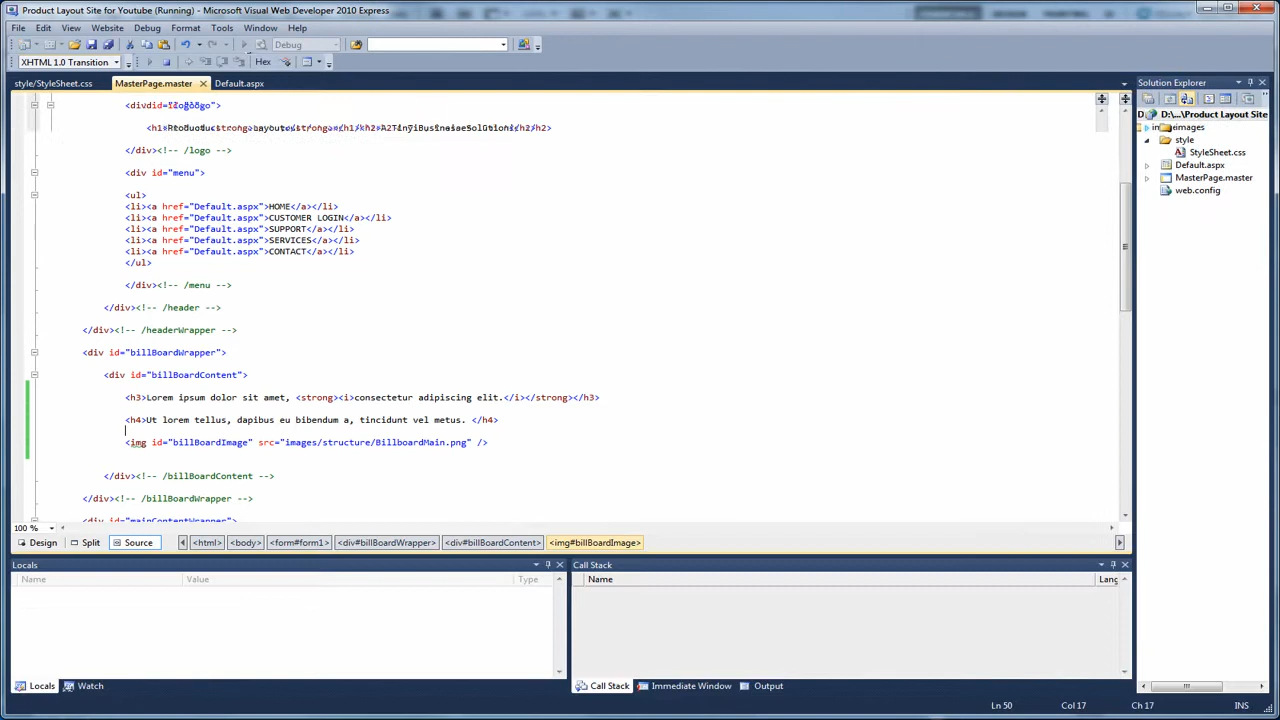 Product Layout Site for Youtube (Running) - Microsoft Visual Web Developer 2010 Express
File Edit View Website Debug Format Tools Window Help
Debug
XHTML 1.0 Transition Hex
style/StyleSheet.css MasterPage.master Default.aspx
</div><!-- /logo -->
<div id="menu">
<ul>
<li><a href="Default.aspx">HOME</a></li>
<li><a href="Default.aspx">CUSTOMER LOGIN</a></li>
<li><a href="Default.aspx">SUPPORT</a></li>
<li><a href="Default.aspx">SERVICES</a></li>
<li><a href="Default.aspx">CONTACT</a></li>
</ul>
</div><!-- /menu -->
</div><!-- /header -->
</div><!-- /headerWrapper -->
<div id="billBoardWrapper">
<div id="billBoardContent">
<h3>Lorem ipsum dolor sit amet, <strong><i>consectetur adipiscing elit.</i></strong></h3>
<h4>Ut lorem tellus, dapibus eu bibendum a, tincidunt vel metus. </h4>
<img id="billBoardImage" src="images/structure/BillboardMain.png" />
</div><!-- /billBoardContent -->
</div><!-- /billBoardWrapper -->
<div id="mainContentWrapper">
100 %
Design Split Source <html> <body> <form#form1> <div#billBoardWrapper> <div#billBoardContent> <img#billBoardImage>
Solution Explorer
D:\...\Product Layout Site
images
style
StyleSheet.css
Default.aspx
MasterPage.master
web.config
Locals
Name Value Type
Locals Watch
Call Stack
Name Lang
Call Stack Immediate Window Output
Ln 50 Col 17 Ch 17 INS